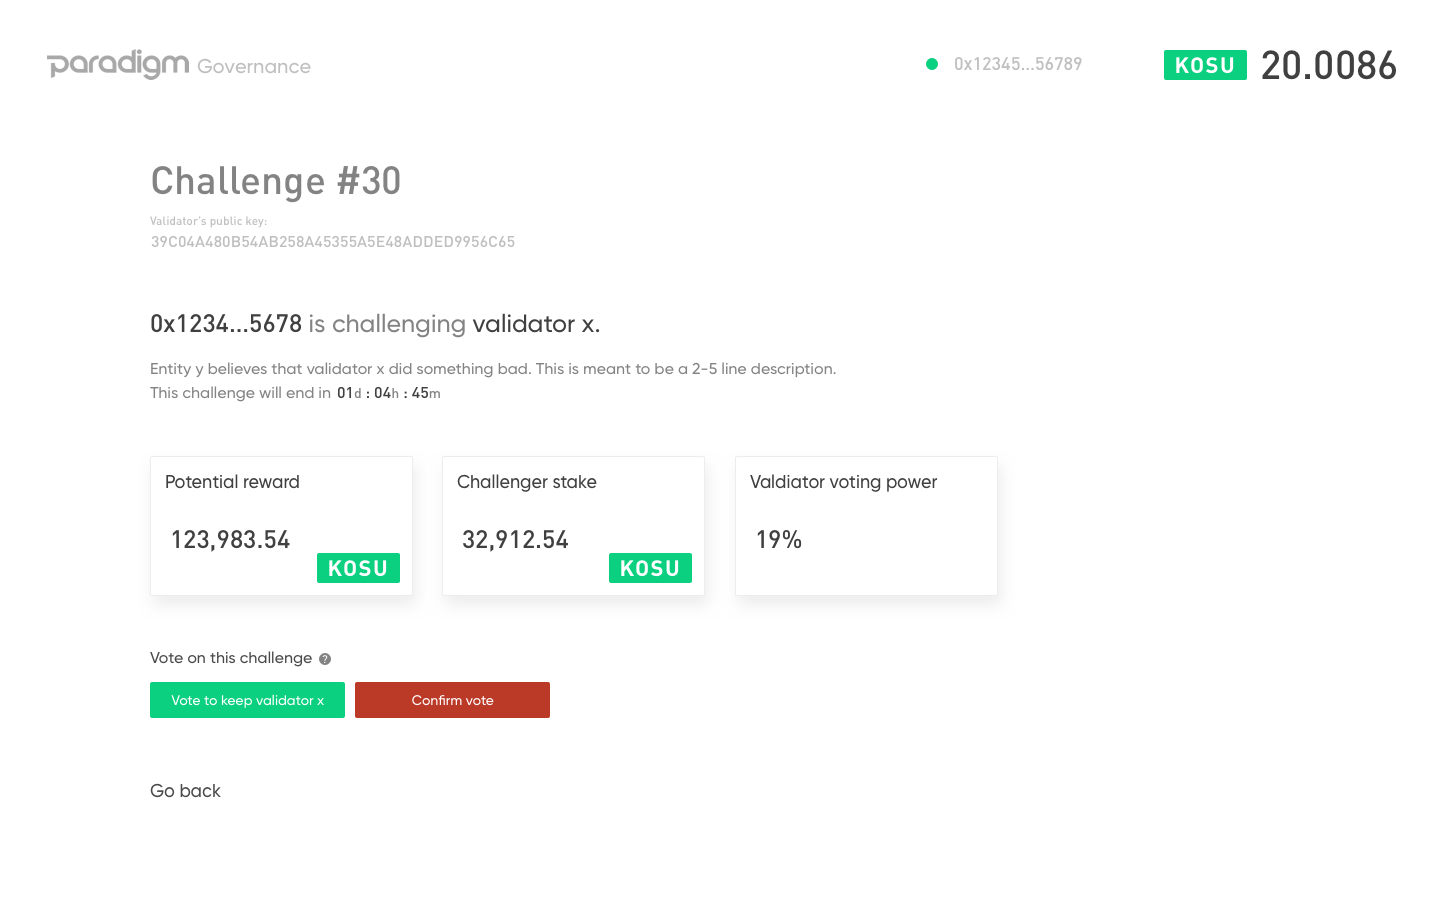 paradigm Governance
0x12345...56789
KOSU 20.0086
Challenge #30
Validator's public key:
39C04A480B54AB258A45355A5E48ADDED9956C65
0x1234...5678 is challenging validator x.
Entity y believes that validator x did something bad. This is meant to be a 2-5 line description.
This challenge will end in 01d : 04h : 45m
Potential reward
123,983.54
KOSU
Challenger stake
32,912.54
KOSU
Valdiator voting power
19%
Vote on this challenge ?
Vote to keep validator x
Confirm vote
Go back